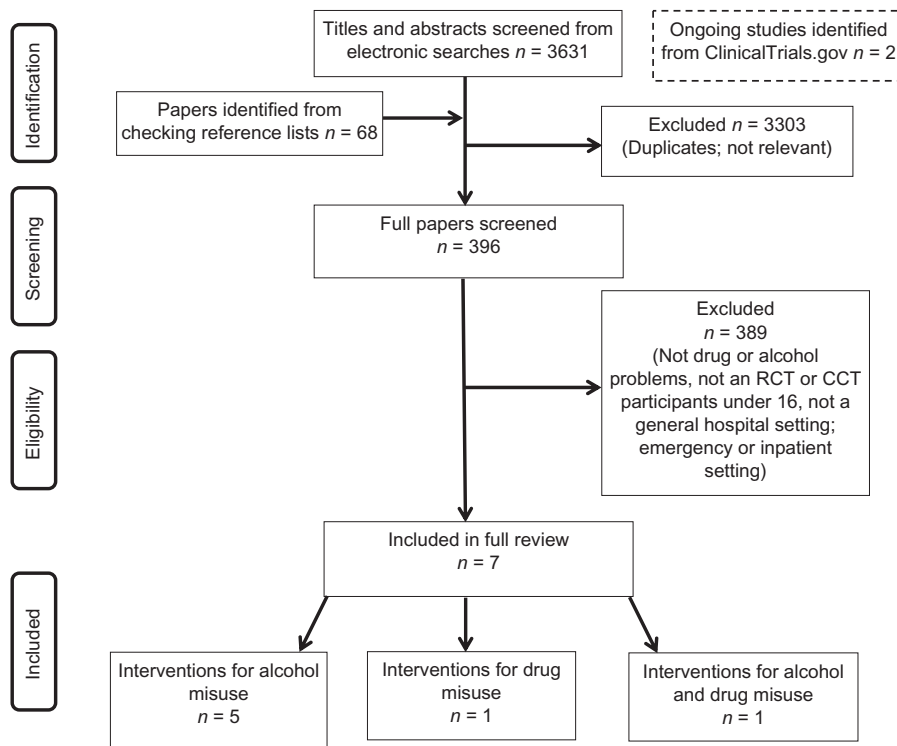 Identification
Titles and abstracts screened from
electronic searches n = 3631
Ongoing studies identified
from ClinicalTrials.gov n = 2
Papers identified from
checking reference lists n = 68
Excluded n = 3303
(Duplicates; not relevant)
Screening
Full papers screened
n = 396
Eligibility
Excluded
n = 389
(Not drug or alcohol
problems, not an RCT or CCT
participants under 16, not a
general hospital setting;
emergency or inpatient
setting)
Included in full review
n = 7
Included
Interventions for alcohol
misuse
n = 5
Interventions for drug
misuse
n = 1
Interventions for alcohol
and drug misuse
n = 1